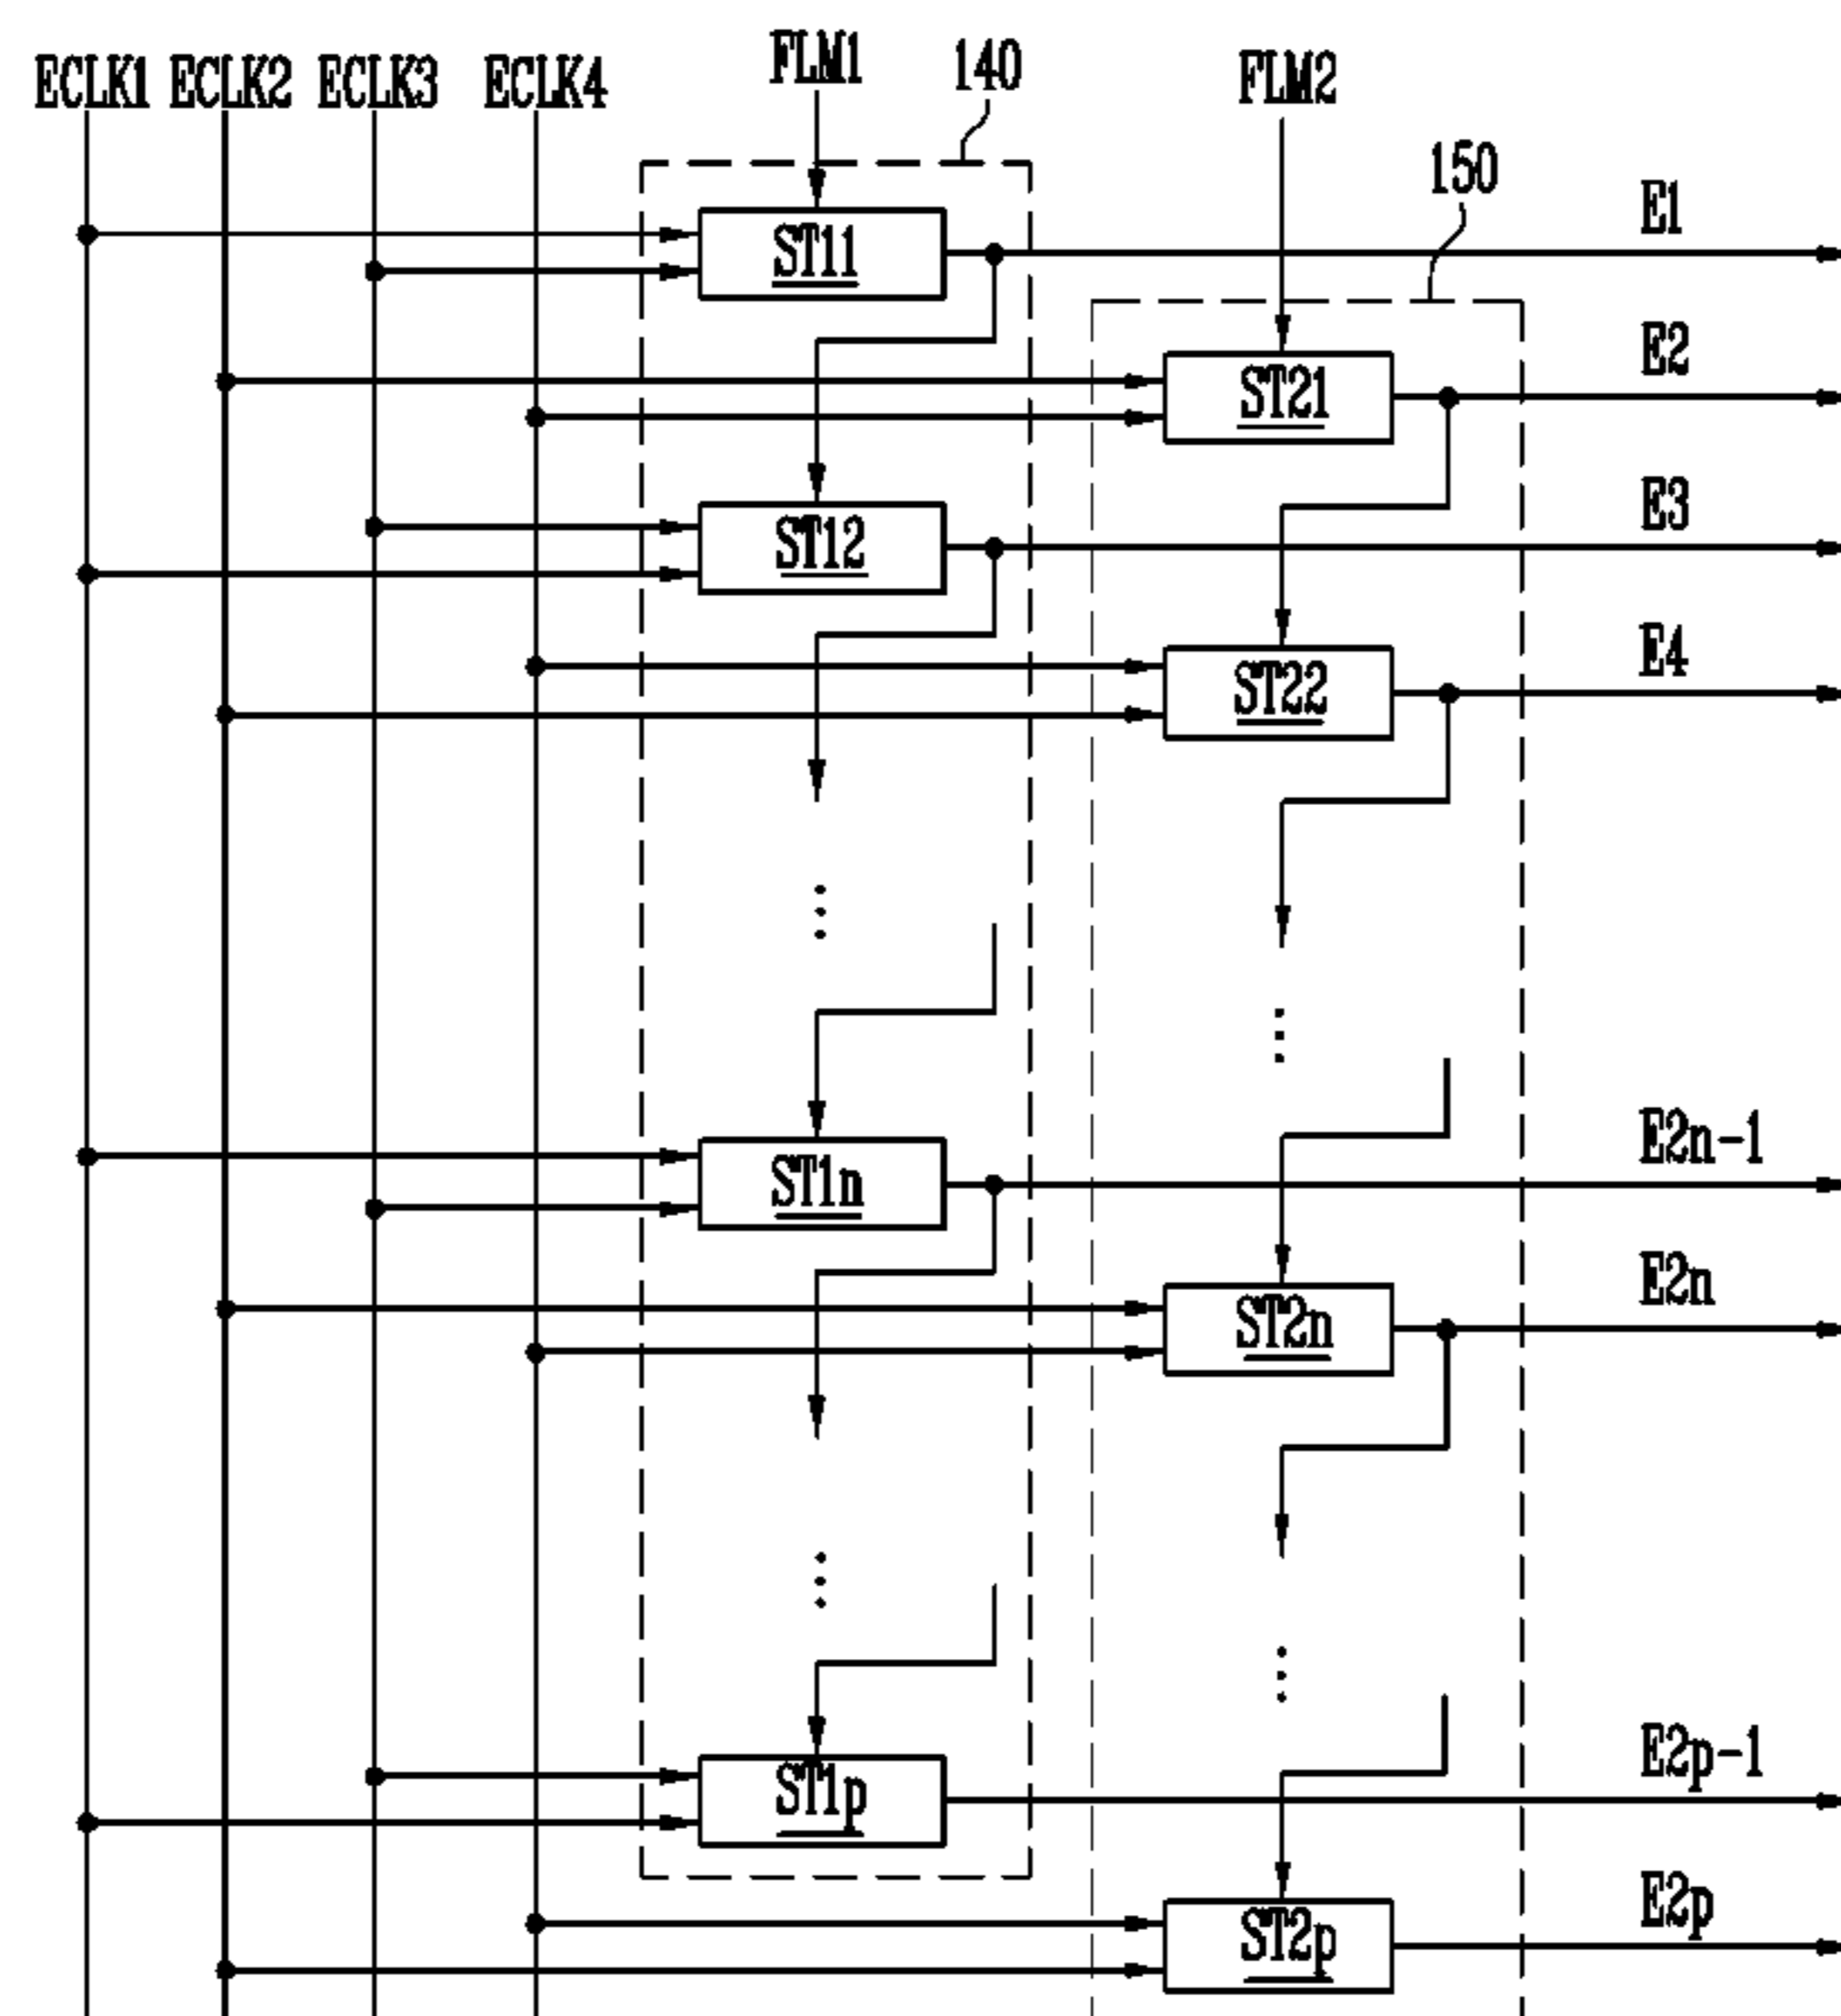 FLM1
140
FLM2
ECLK1 ECLK2 ECLK3 ECLK4
150
E1
ST11
E2
ST21
E3
ST12
E4
ST22
E2n-1
ST1n
E2n
ST2n
E2p-1
ST1p
E2p
ST2p